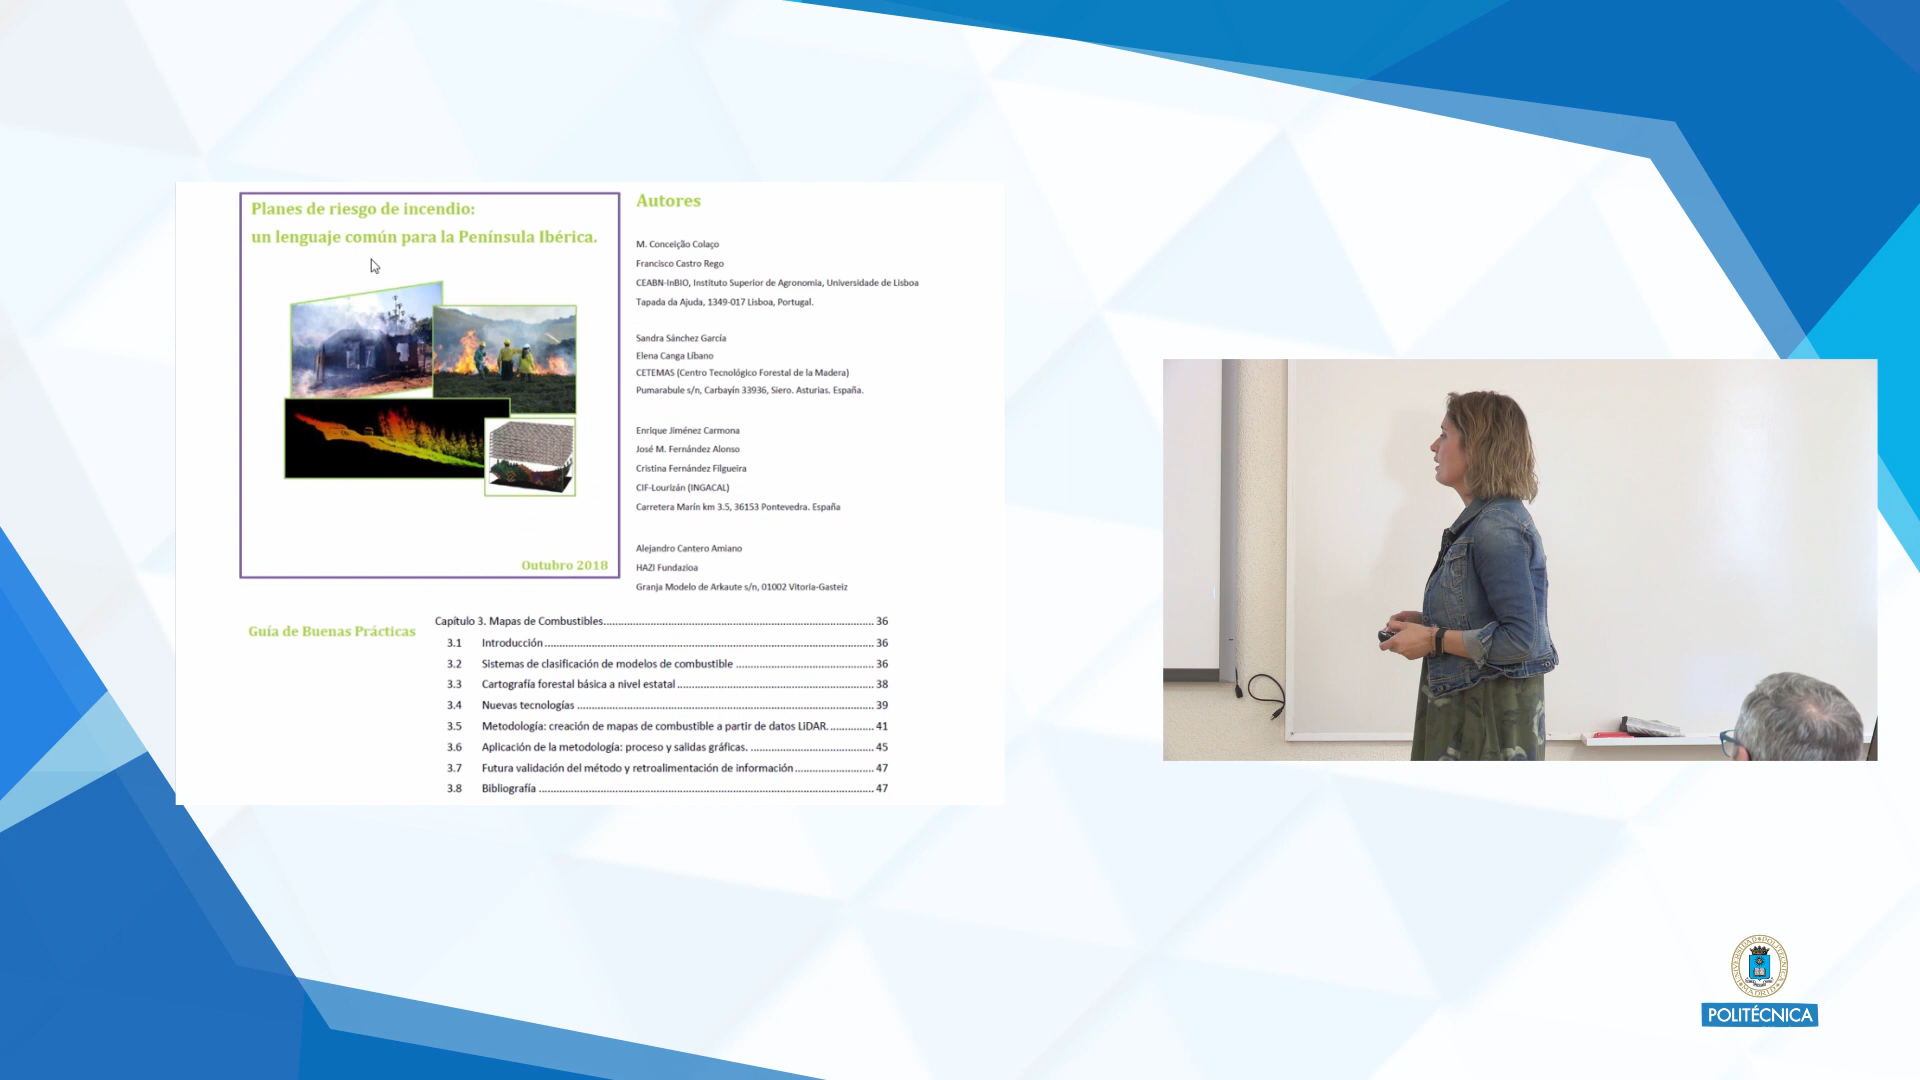 Planes de riesgo de incendio:
un lenguaje común para la Península Ibérica.
Outubro 2018
Autores
M. Conceição Colaço
Francisco Castro Rego
CEABN-InBIO, Instituto Superior de Agronomia, Universidade de Lisboa
Tapada da Ajuda, 1349-017 Lisboa, Portugal.
Sandra Sánchez García
Elena Canga Líbano
CETEMAS (Centro Tecnológico Forestal de la Madera)
Pumarabule s/n, Carbayín 33936, Siero. Asturias. España.
Enrique Jiménez Carmona
José M. Fernández Alonso
Cristina Fernández Filgueira
CIF-Lourizán (INGACAL)
Carretera Marín km 3.5, 36153 Pontevedra. España
Alejandro Cantero Amiano
HAZI Fundazioa
Granja Modelo de Arkaute s/n, 01002 Vitoria-Gasteiz
Guía de Buenas Prácticas
Capítulo 3. Mapas de Combustibles 36
3.1 Introducción 36
3.2 Sistemas de clasificación de modelos de combustible 36
3.3 Cartografía forestal básica a nivel estatal 38
3.4 Nuevas tecnologías 39
3.5 Metodología: creación de mapas de combustible a partir de datos LiDAR. 41
3.6 Aplicación de la metodología: proceso y salidas gráficas. 45
3.7 Futura validación del método y retroalimentación de información 47
3.8 Bibliografía 47
POLITÉCNICA